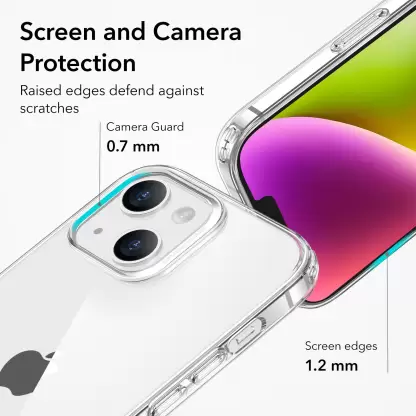 Screen and Camera
Protection
Raised edges defend against
scratches
Camera Guard
0.7 mm
Screen edges
1.2 mm